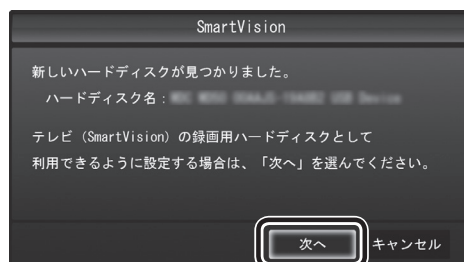 SmartVision
新しいハードディスクが見つかりました。
ハードディスク名：
テレビ（SmartVision）の録画用ハードディスクとして
利用できるように設定する場合は、「次へ」を選んでください。
次へ
キャンセル